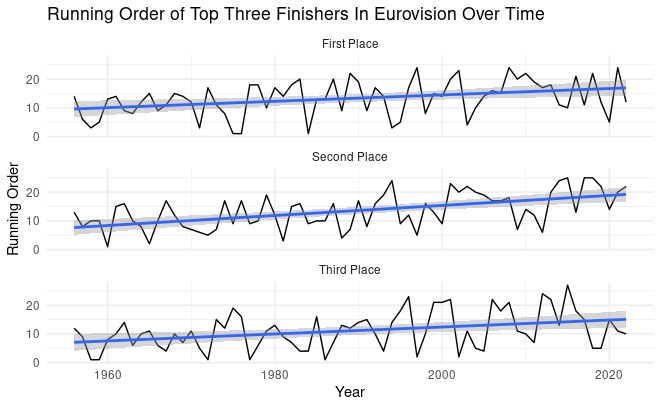 Running Order of Top Three Finishers In Eurovision Over Time
First Place
20
10
0
Second Place
20
10
0
Third Place
20
10
0
Running Order
1960 1980 2000 2020
Year